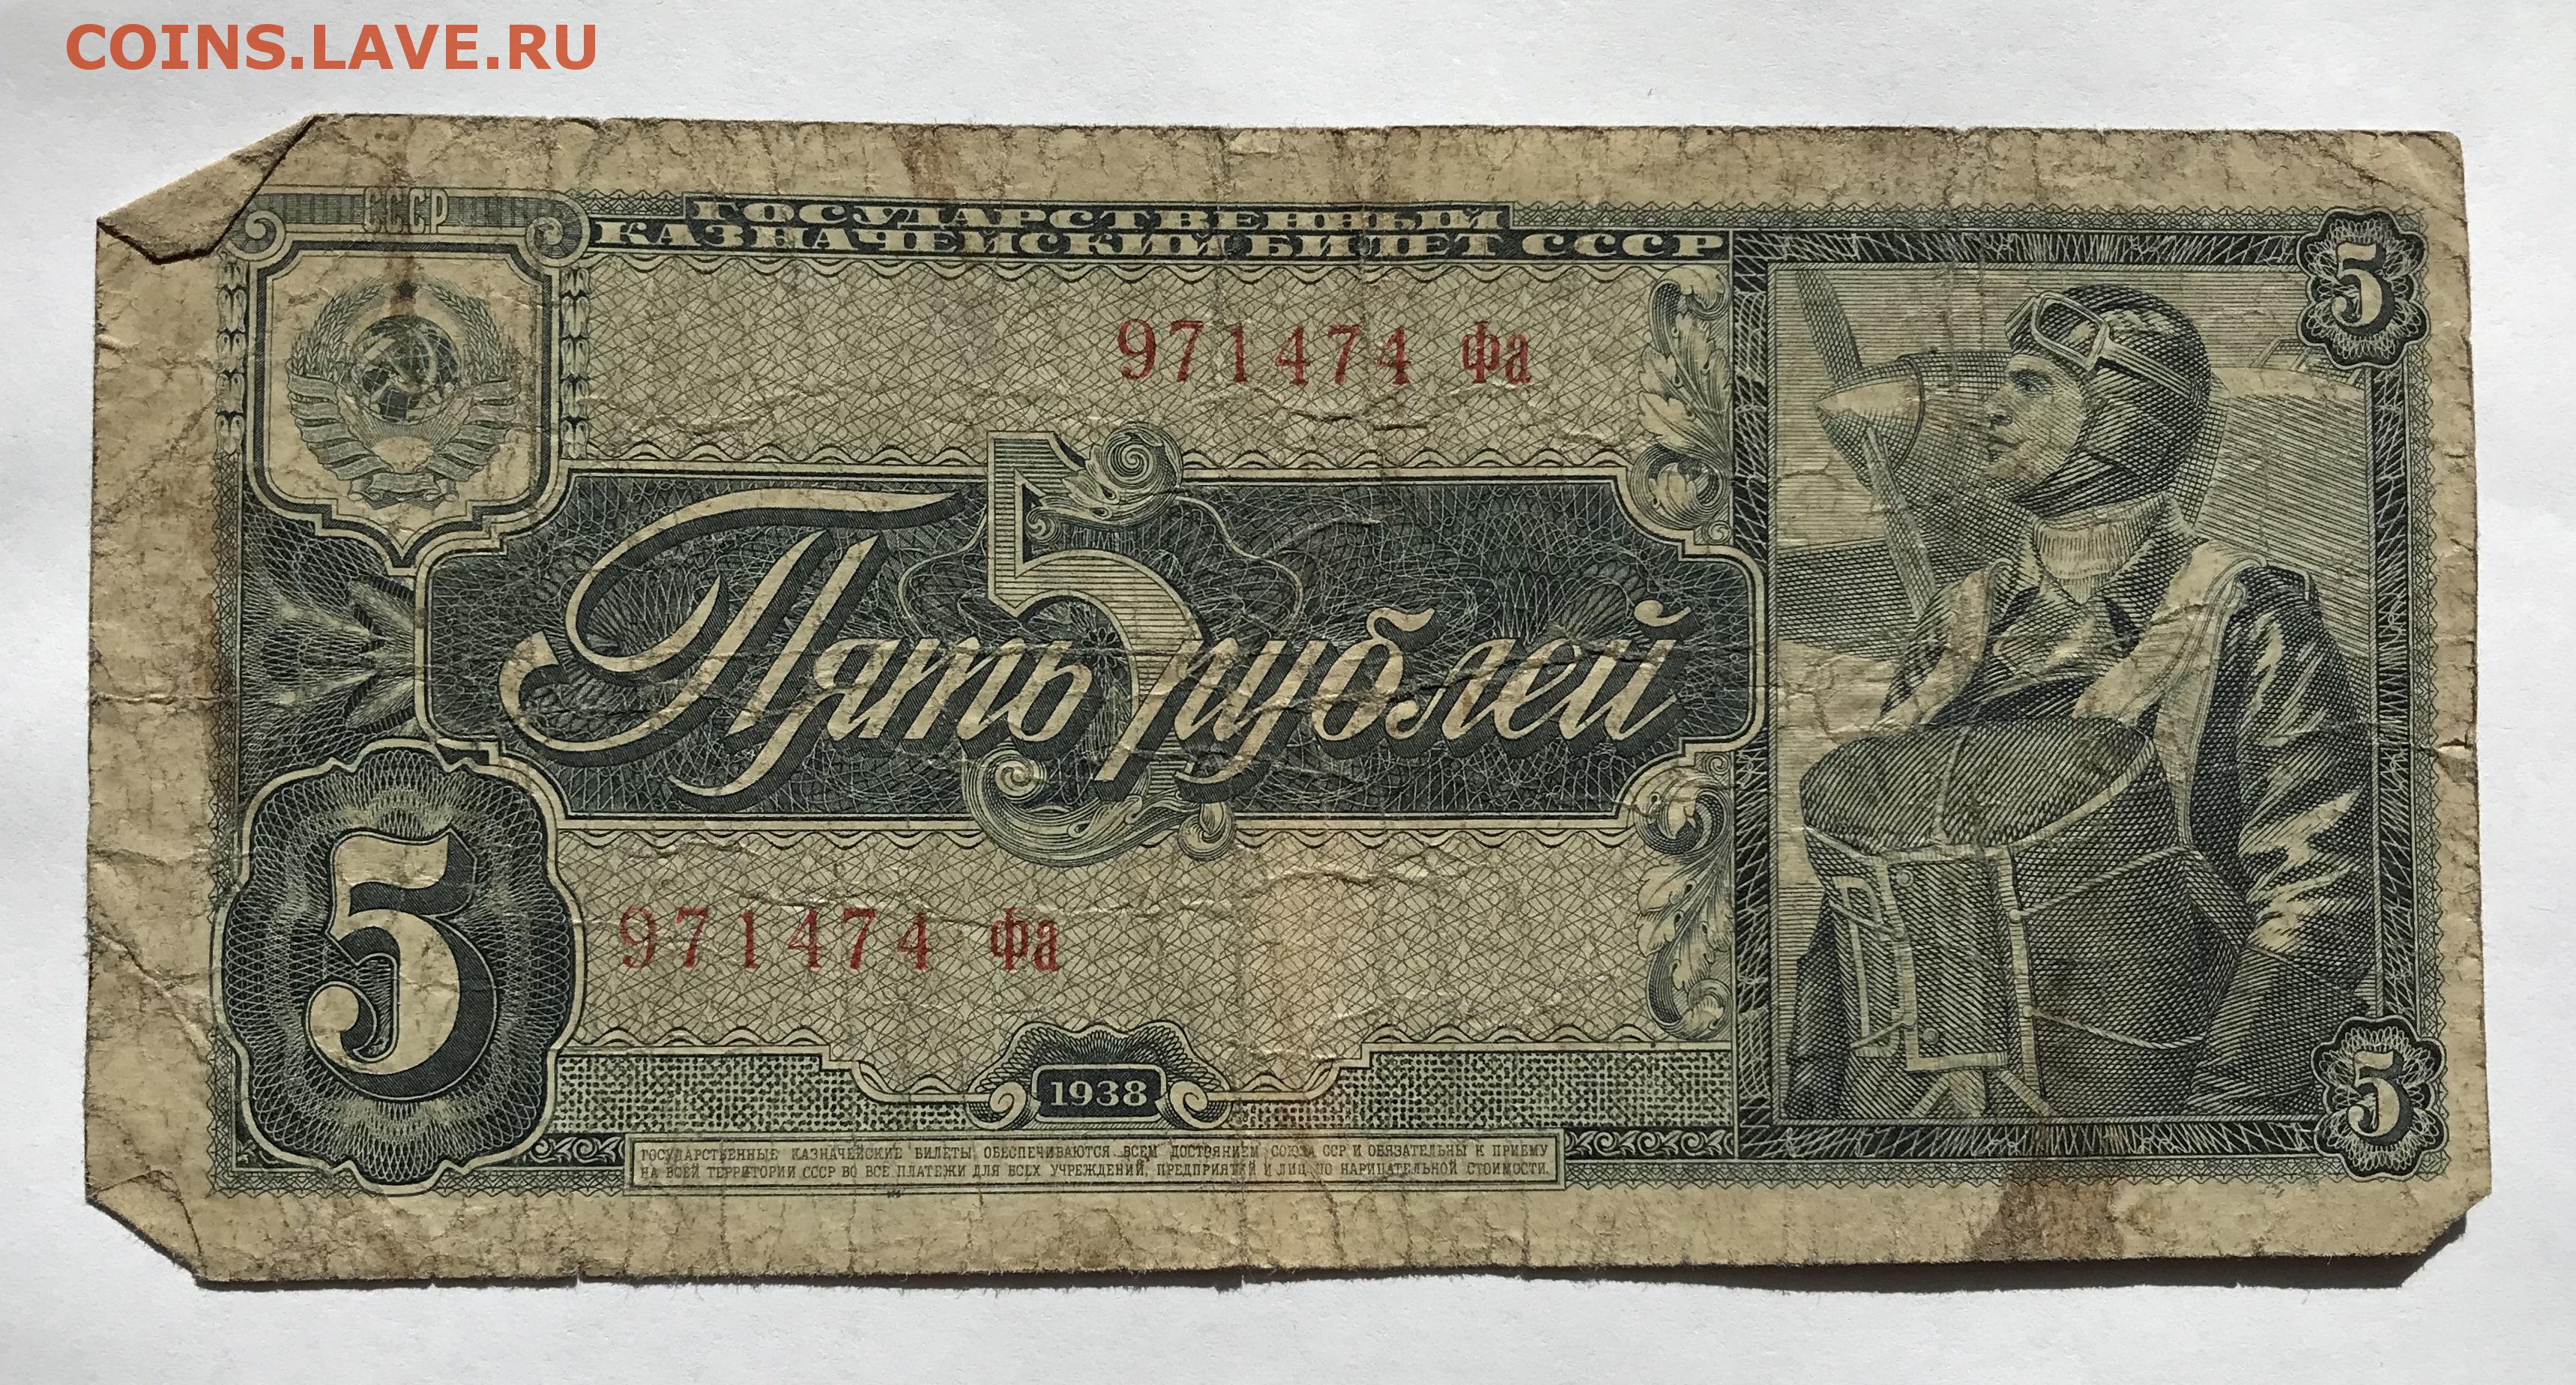 COINS.LAVE.RU
СССР
ГОСУДАРСТВЕННЫЙ
КАЗНАЧЕЙСКИЙ БИЛЕТ СССР
5
971474 Фа
5
Пять рублей
5
971474 Фа
1938
5
ГОСУДАРСТВЕННЫЕ КАЗНАЧЕЙСКИЕ БИЛЕТЫ ОБЕСПЕЧИВАЮТСЯ ВСЕМ ДОСТОЯНИЕМ СОЮЗА ССР И ОБЯЗАТЕЛЬНЫ К ПРИЕМУ
НА ВСЕЙ ТЕРРИТОРИИ СССР ВО ВСЕ ПЛАТЕЖИ ДЛЯ ВСЕХ УЧРЕЖДЕНИЙ, ПРЕДПРИЯТИЙ И ЛИЦ ПО НАРИЦАТЕЛЬНОЙ СТОИМОСТИ.